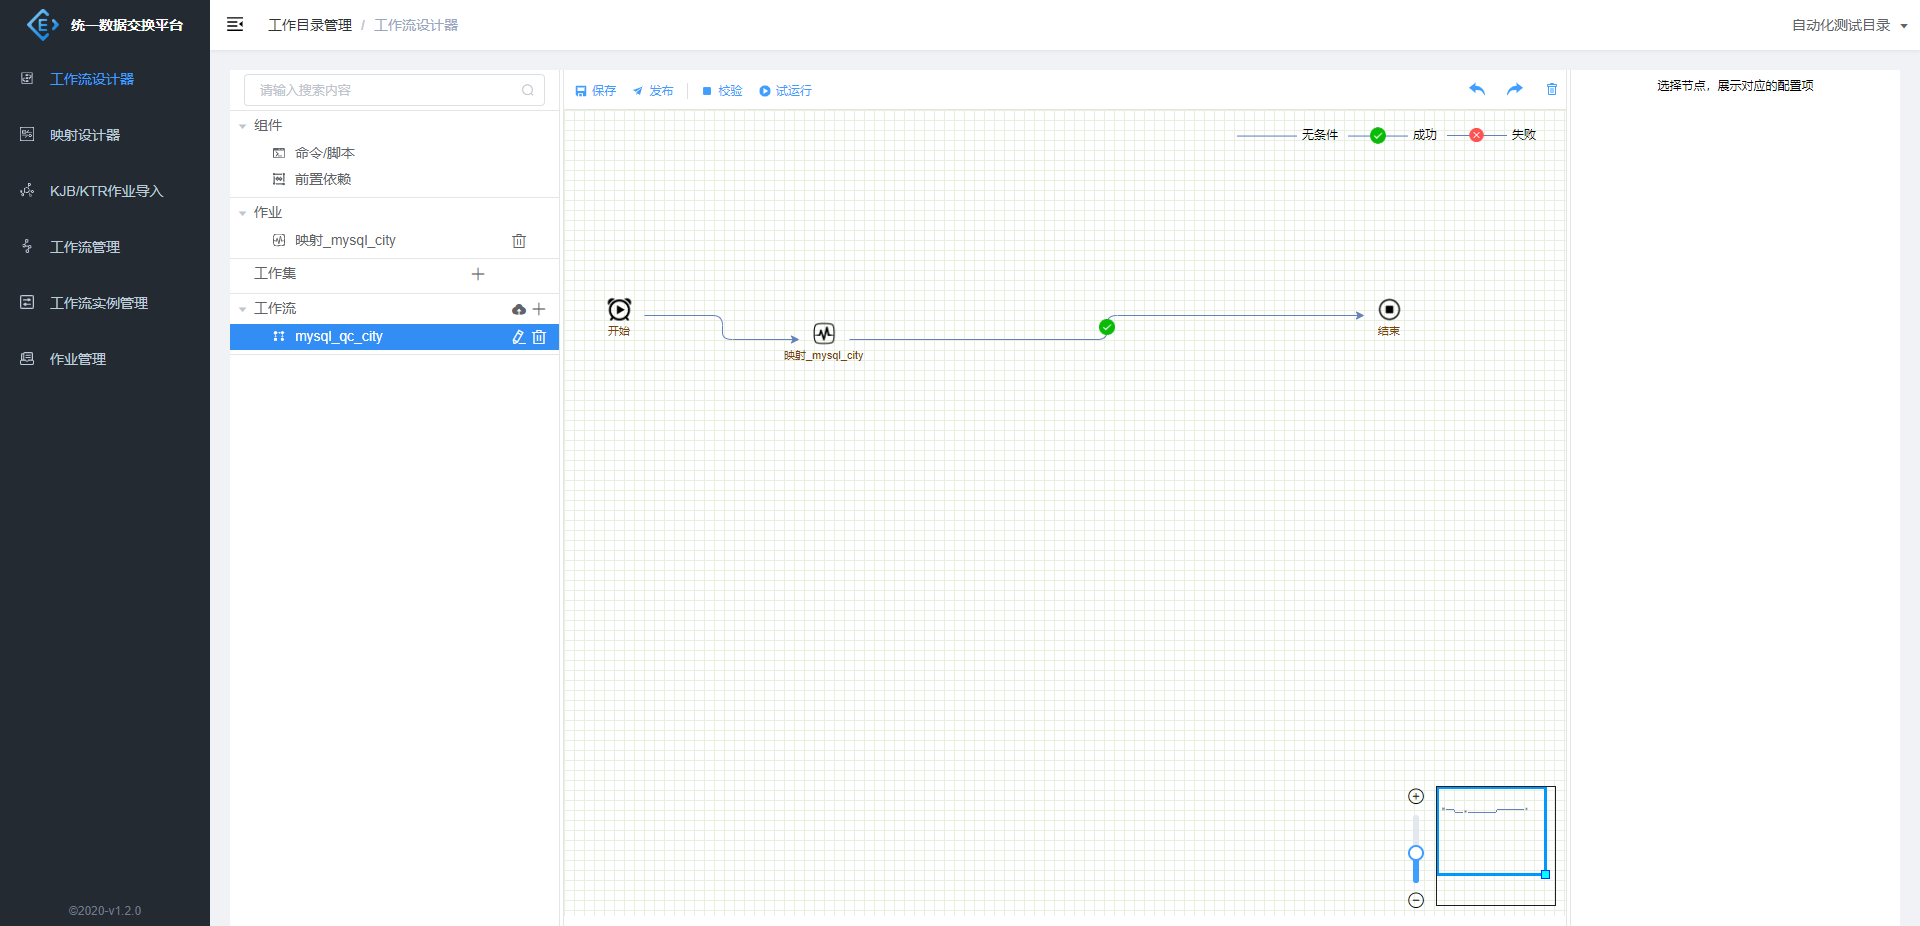 统一数据交换平台
工作目录管理 / 工作流设计器
自动化测试目录
工作流设计器
映射设计器
KJB/KTR作业导入
工作流管理
工作流实例管理
作业管理
©2020-v1.2.0
请输入搜索内容
组件
命令/脚本
前置依赖
作业
映射_mysql_city
工作集
工作流
mysql_qc_city
保存 发布 校验 试运行
无条件 成功 失败
开始
映射_mysql_city
结束
选择节点，展示对应的配置项